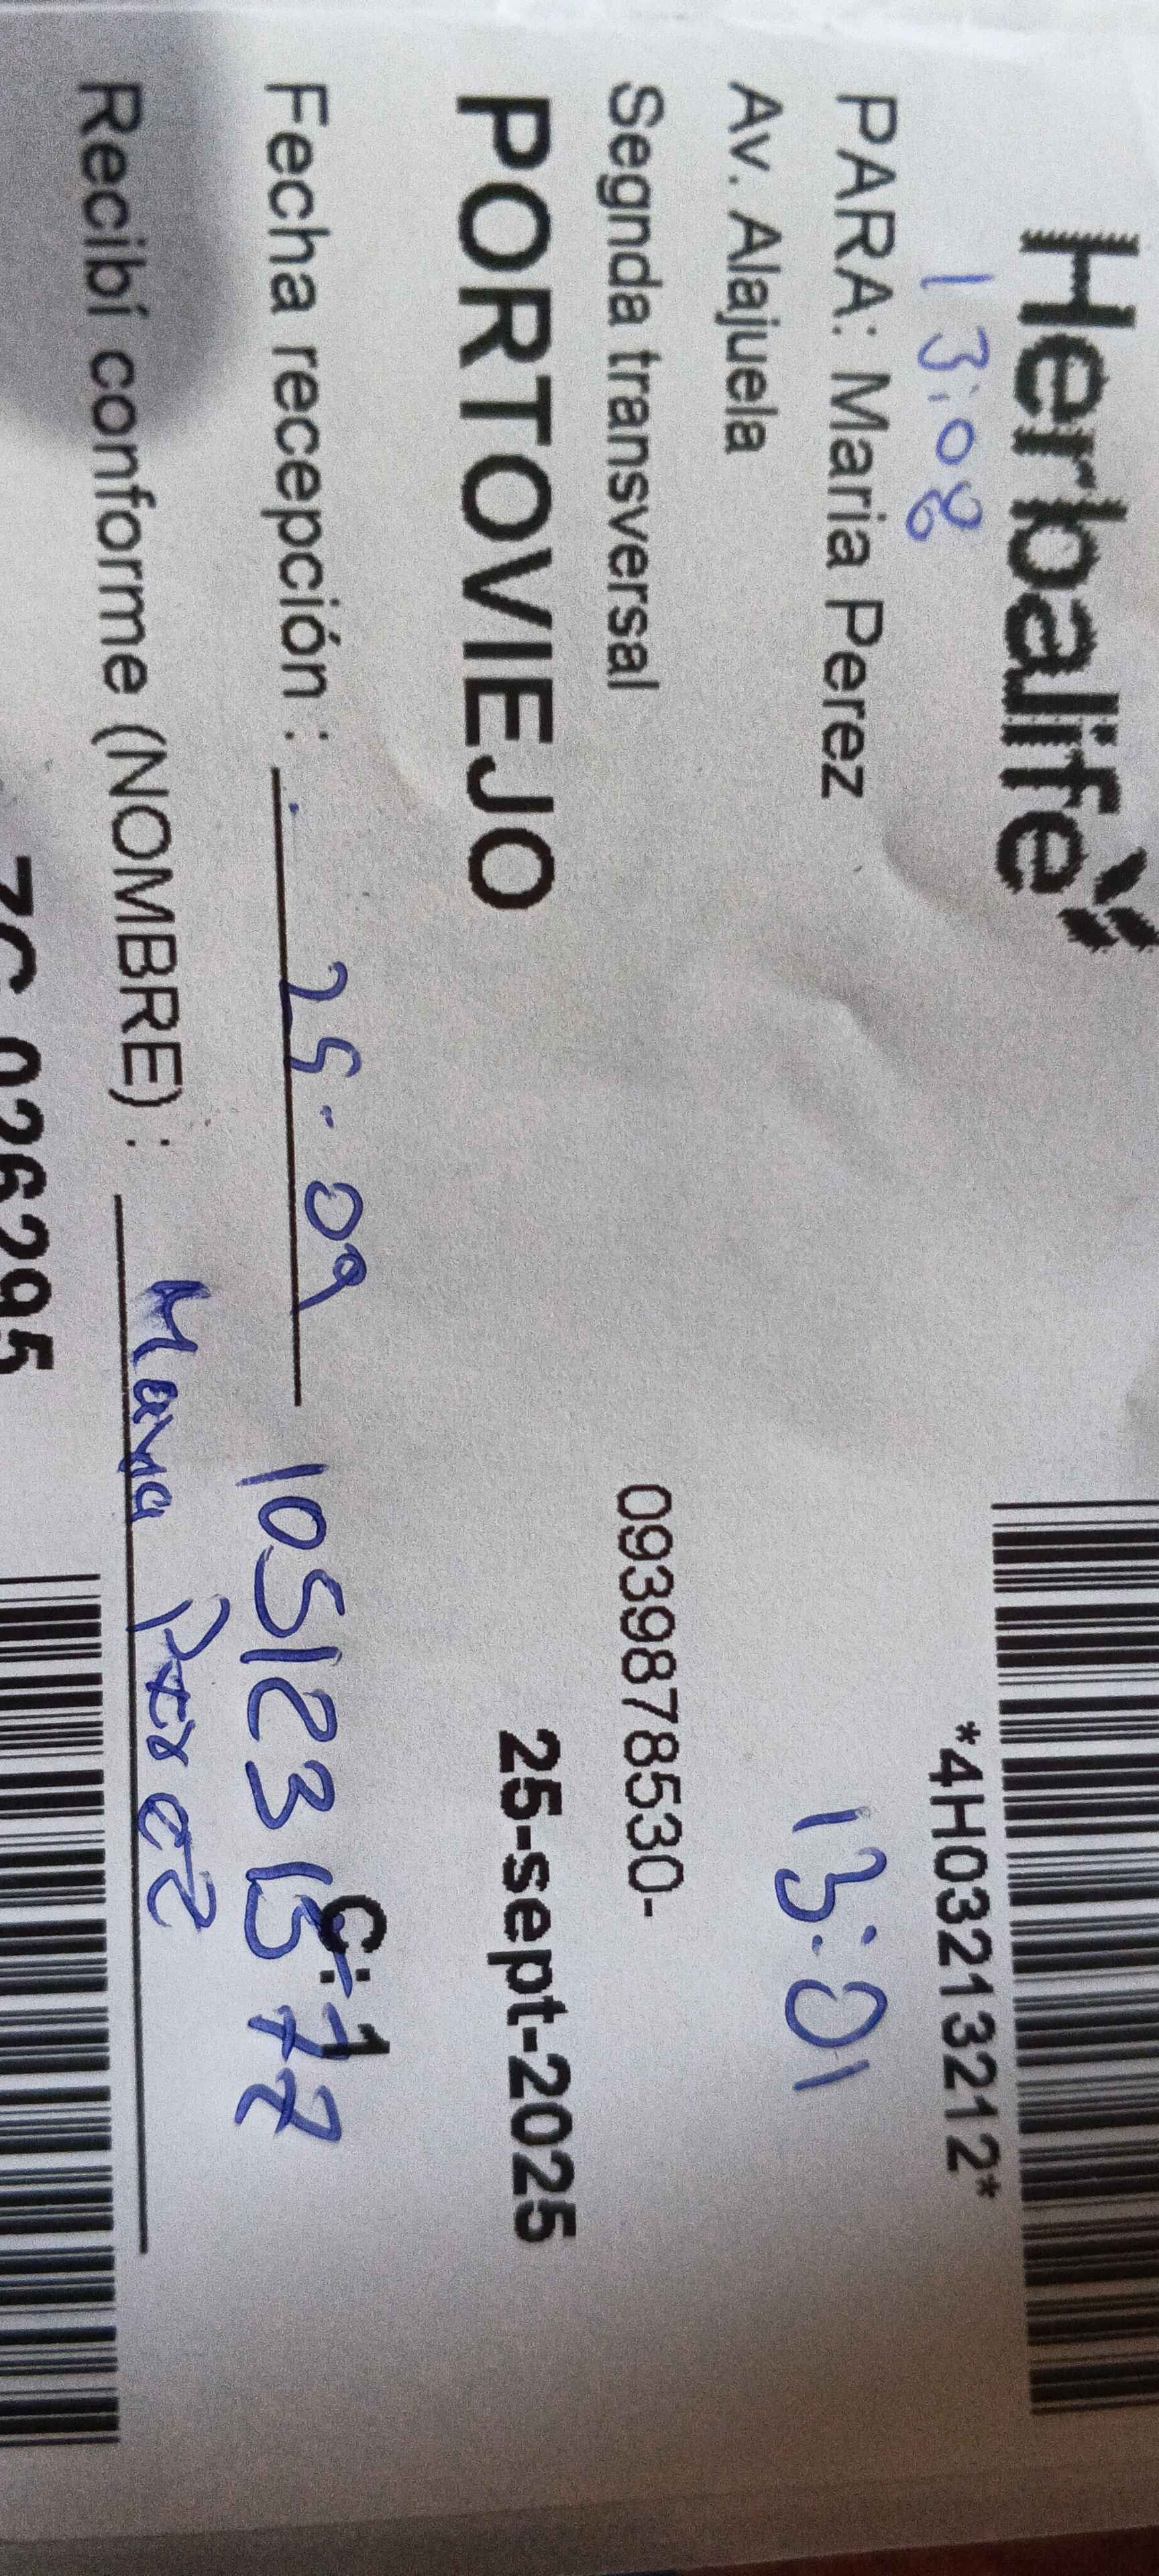 Herbalife
13:08
*4H03213212*
PARA: Maria Perez
13:01
Av. Alajuela
Segnda transversal
0939878530-
PORTOVIEJO
25-sept-2025
C:1
Fecha recepción : 25.09
Recibí conforme (NOMBRE) : Maria Perez